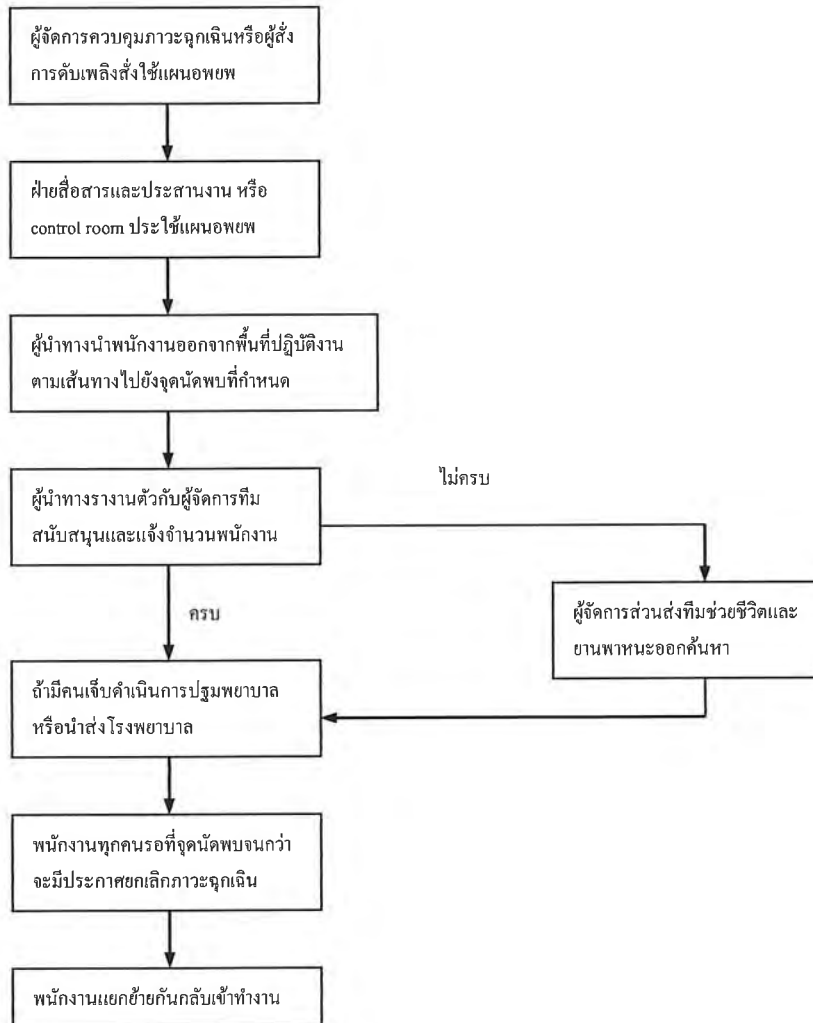 ผู้จัดการควบคุมภาวะฉุกเฉินหรือผู้สั่ง
การดับเพลิงสั่งใช้แผนอพยพ
ฝ่ายสื่อสารและประสานงาน หรือ
control room ประใช้แผนอพยพ
ผู้นำทางนำพนักงานออกจากพื้นที่ปฏิบัติงาน
ตามเส้นทางไปยังจุดนัดพบที่กำหนด
ผู้นำทางรางานตัวกับผู้จัดการทีม
สนับสนุนและแจ้งจำนวนพนักงาน
ไม่ครบ
ครบ
ผู้จัดการส่วนส่งทีมช่วยชีวิตและ
ยานพาหนะออกค้นหา
ถ้ามีคนเจ็บดำเนินการปฐมพยาบาล
หรือนำส่งโรงพยาบาล
พนักงานทุกคนรอที่จุดนัดพบจนกว่า
จะมีประกาศยกเลิกภาวะฉุกเฉิน
พนักงานแยกย้ายกันกลับเข้าทำงาน